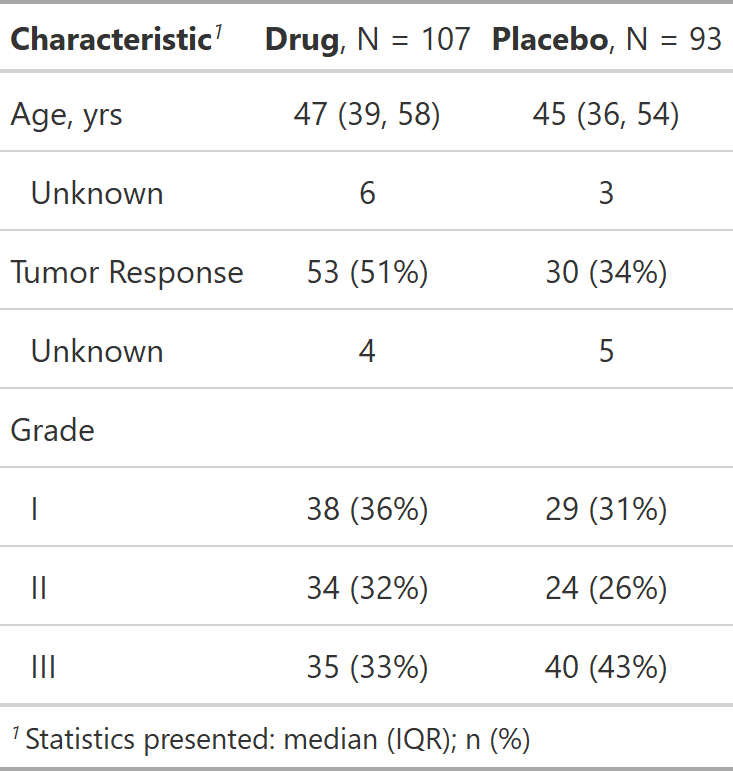 Characteristic1 Drug, N = 107 Placebo, N = 93
Age, yrs 47 (39, 58) 45 (36, 54)
Unknown 6 3
Tumor Response 53 (51%) 30 (34%)
Unknown 4 5
Grade
I 38 (36%) 29 (31%)
II 34 (32%) 24 (26%)
III 35 (33%) 40 (43%)
1 Statistics presented: median (IQR); n (%)